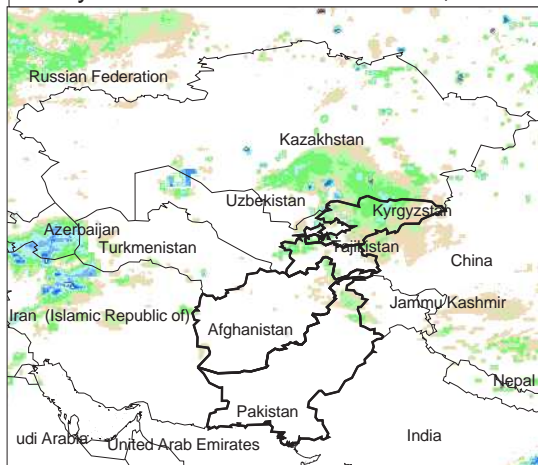 Russian Federation
Kazakhstan
Uzbekistan
Kyrgyzstan
Azerbaijan
Turkmenistan
Tajikistan
China
Jammu Kashmir
Iran (Islamic Republic of)
Afghanistan
Nepal
Pakistan
udi Arabia
United Arab Emirates
India